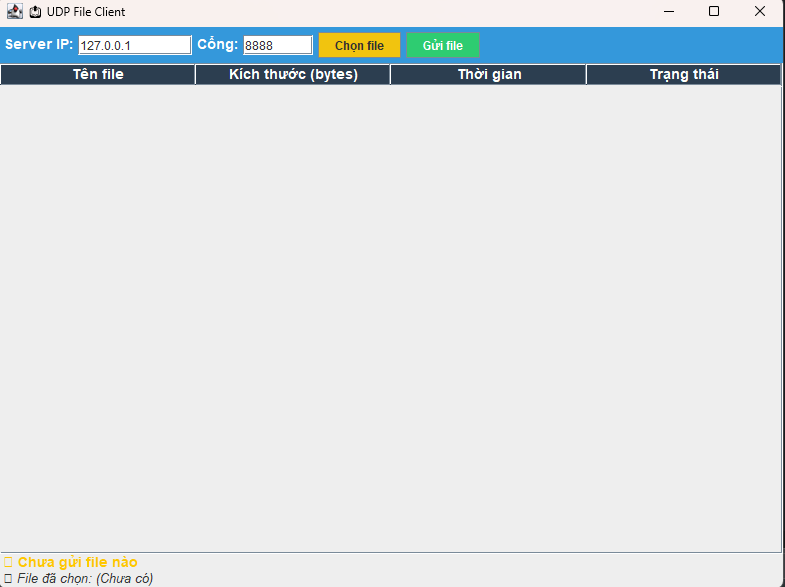 UDP File Client
Server IP: 127.0.0.1 Cổng: 8888 Chọn file Gửi file
Tên file Kích thước (bytes) Thời gian Trạng thái
Chưa gửi file nào
File đã chọn: (Chưa có)